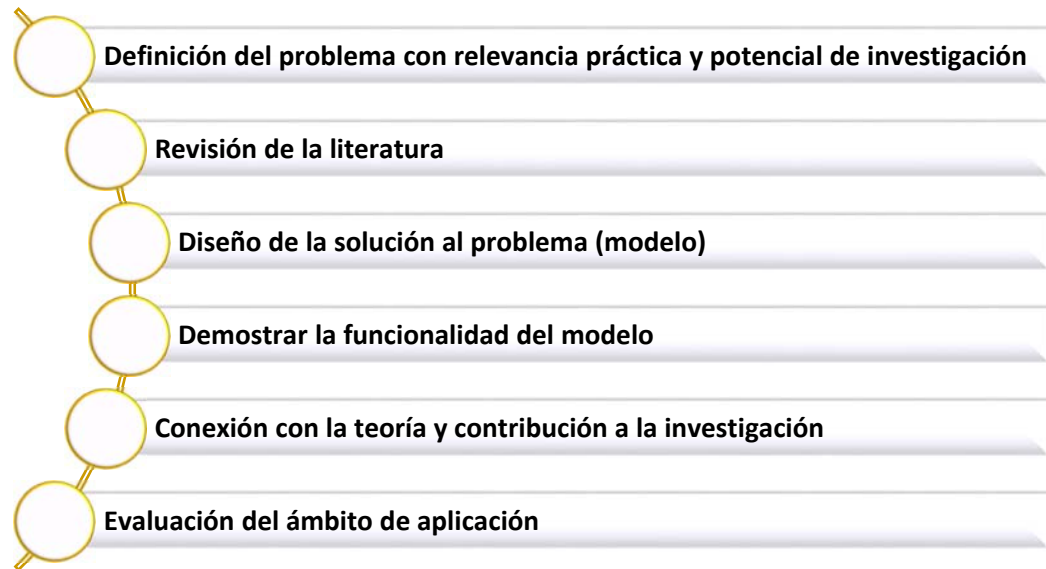 Definición del problema con relevancia práctica y potencial de investigación
Revisión de la literatura
Diseño de la solución al problema (modelo)
Demostrar la funcionalidad del modelo
Conexión con la teoría y contribución a la investigación
Evaluación del ámbito de aplicación